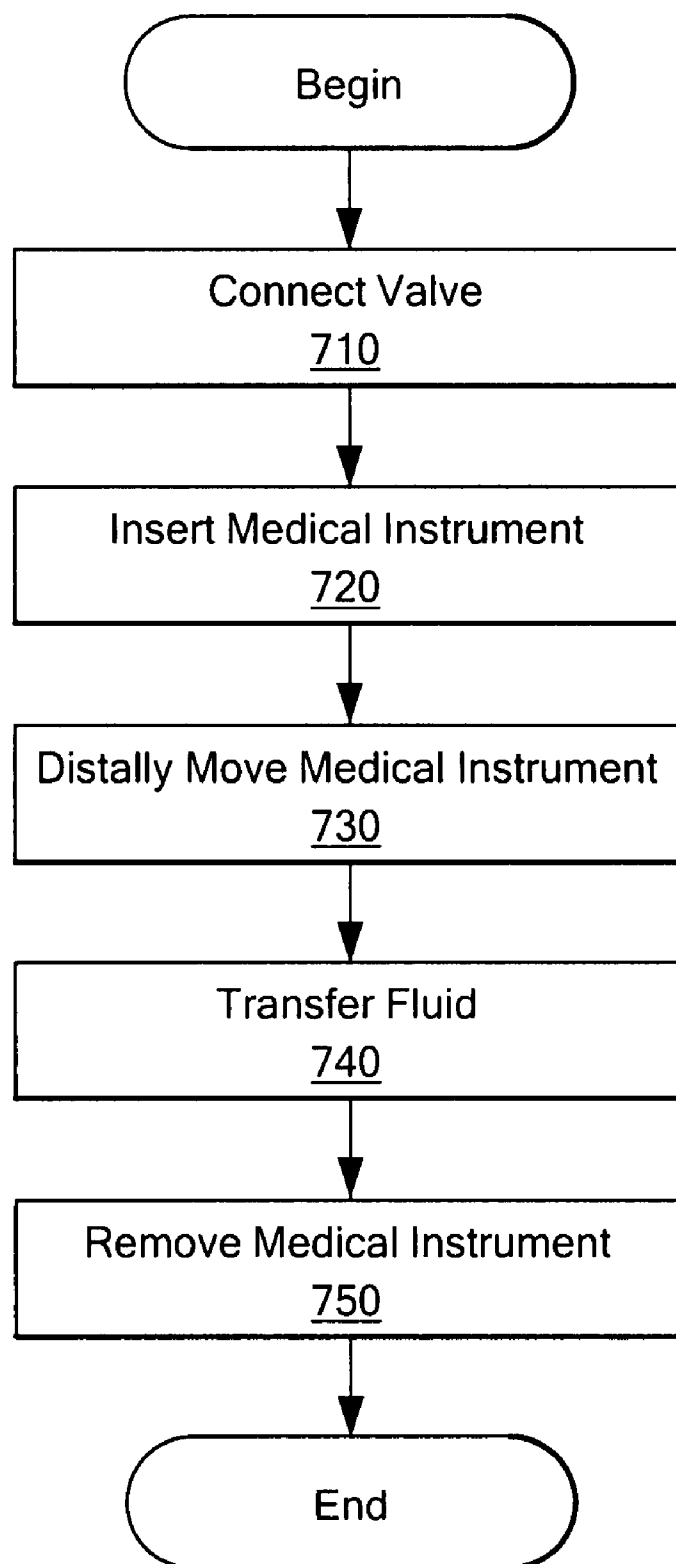 Begin
Connect Valve
710
Insert Medical Instrument
720
Distally Move Medical Instrument
730
Transfer Fluid
740
Remove Medical Instrument
750
End